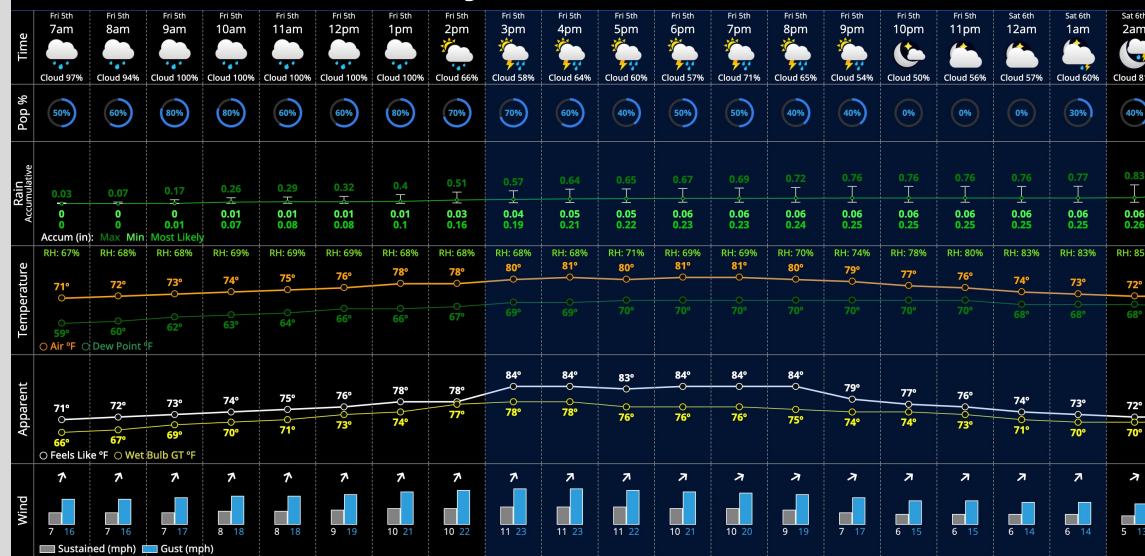 Time
Fri 5th Fri 5th Fri 5th Fri 5th Fri 5th Fri 5th Fri 5th Fri 5th Fri 5th Fri 5th Fri 5th Fri 5th Fri 5th Fri 5th Fri 5th Fri 5th Fri 5th Sat 6th Sat 6th Sat 6th
7am 8am 9am 10am 11am 12pm 1pm 2pm 3pm 4pm 5pm 6pm 7pm 8pm 9pm 10pm 11pm 12am 1am 2am
Cloud 97% Cloud 94% Cloud 100% Cloud 100% Cloud 100% Cloud 100% Cloud 100% Cloud 66% Cloud 58% Cloud 64% Cloud 60% Cloud 57% Cloud 71% Cloud 65% Cloud 54% Cloud 50% Cloud 56% Cloud 57% Cloud 60% Cloud 8
Pop %
50% 60% 80% 80% 60% 60% 80% 70% 70% 60% 40% 50% 50% 40% 40% 0% 0% 0% 30% 40%
Rain
Accumulative
0.03 0.07 0.17 0.26 0.29 0.32 0.4 0.51 0.57 0.64 0.65 0.67 0.69 0.72 0.76 0.76 0.76 0.76 0.77 0.83
0 0 0 0.01 0.01 0.01 0.01 0.03 0.04 0.05 0.05 0.06 0.06 0.06 0.06 0.06 0.06 0.06 0.06 0.06
0 0 0.01 0.07 0.08 0.08 0.1 0.16 0.19 0.21 0.22 0.23 0.23 0.24 0.25 0.25 0.25 0.25 0.25 0.26
Accum (in): Max Min Most Likely
Temperature
RH: 67% RH: 68% RH: 68% RH: 69% RH: 69% RH: 69% RH: 68% RH: 68% RH: 68% RH: 68% RH: 71% RH: 69% RH: 69% RH: 70% RH: 74% RH: 78% RH: 80% RH: 83% RH: 83% RH: 85
71° 72° 73° 74° 75° 76° 78° 78° 80° 81° 80° 81° 81° 80° 79° 77° 76° 74° 73° 72°
59° 60° 62° 63° 64° 66° 66° 67° 69° 69° 70° 70° 70° 70° 70° 70° 70° 68° 68° 68°
Air °F Dew Point °F
Apparent
71° 72° 73° 74° 75° 76° 78° 78° 84° 84° 83° 84° 84° 84° 79° 77° 76° 74° 73° 72°
66° 67° 69° 70° 71° 73° 74° 77° 78° 78° 76° 76° 76° 75° 74° 74° 73° 71° 70° 70°
Feels Like °F Wet Bulb GT °F
Wind
7 16 7 16 7 17 8 18 8 18 9 19 10 21 10 22 11 23 11 23 10 22 10 21 10 20 9 19 7 17 6 15 6 15 6 14 6 14 5 13
Sustained (mph) Gust (mph)